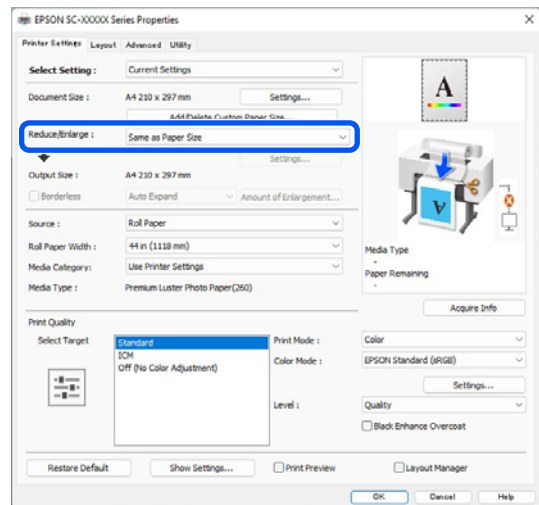 EPSON SC-XXXXX Series Properties
Printer Settings Layout Advanced Utility
Select Setting : Current Settings
Document Size : A4 210 x 297 mm Settings...
Add/Delete Custom Paper Size...
Reduce/Enlarge : Same as Paper Size
Settings...
Output Size : A4 210 x 297 mm
Borderless Auto Expand Amount of Enlargement...
Source : Roll Paper
Roll Paper Width : 44 in (1118 mm)
Media Category: Use Printer Settings
Media Type : Premium Luster Photo Paper(260)
A
A
Media Type
-
Paper Remaining
-
Acquire Info
Print Quality
Select Target
Standard
ICM
Off (No Color Adjustment)
Print Mode : Color
Color Mode : EPSON Standard (sRGB)
Settings...
Level : Quality
Black Enhance Overcoat
Restore Default Show Settings... Print Preview Layout Manager
OK Cancel Help